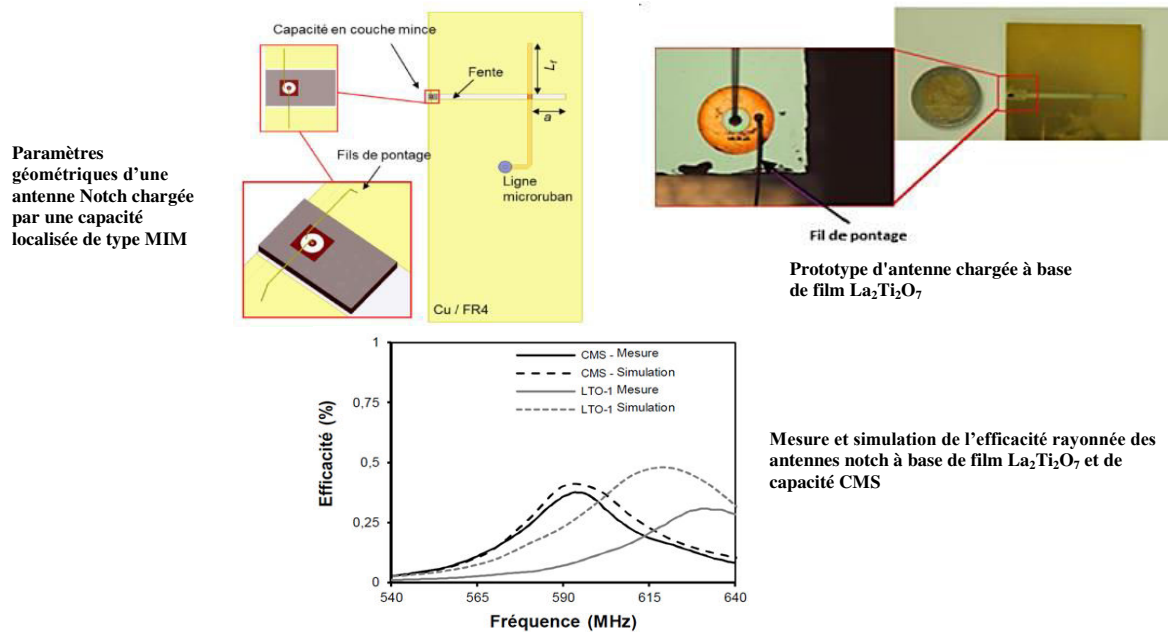 Capacité en couche mince
Fente
Lf
a
Fils de pontage
Ligne
microruban
Cu / FR4
Paramètres
géometriques d'une
antenne Notch chargée
par une capacité
localisée de type MIM
Fil de pontage
Prototype d'antenne chargée à base
de film La₂Ti₂O₇
1
0,75
0,5
0,25
0
Efficacité (%)
CMS - Mesure
CMS - Simulation
LTO-1 Mesure
LTO-1 Simulation
540 565 590 615 640
Fréquence (MHz)
Mesure et simulation de l'efficacité rayonnée des
antennes notch à base de film La₂Ti₂O₇ et de
capacité CMS